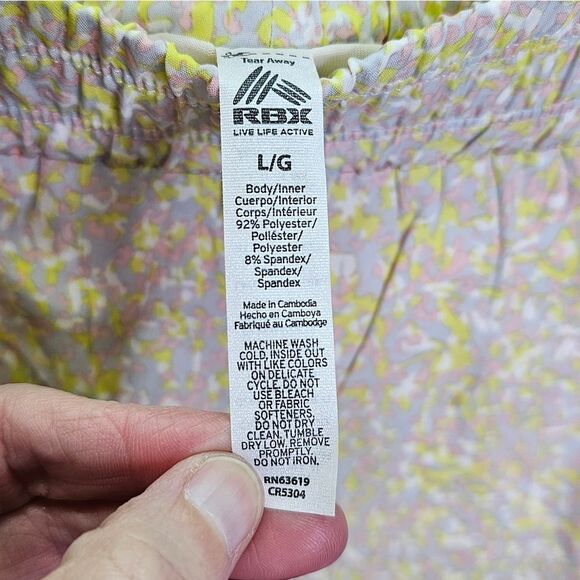 Tear Away
RBX
LIVE LIFE ACTIVE
L/G
Body/Inner
Cuerpo/Interior
Corps/Intérieur
92% Polyester/
Poliéster/
Polyester
8% Spandex/
Spandex/
Spandex
Made in Cambodia
Hecho en Camboya
Fabriqué au Cambodge
MACHINE WASH
COLD, INSIDE OUT
WITH LIKE COLORS
ON DELICATE
CYCLE. DO NOT
USE BLEACH
OR FABRIC
SOFTENERS,
DO NOT DRY
CLEAN. TUMBLE
DRY LOW. REMOVE
PROMPTLY.
DO NOT IRON.
RN63619
CR5304